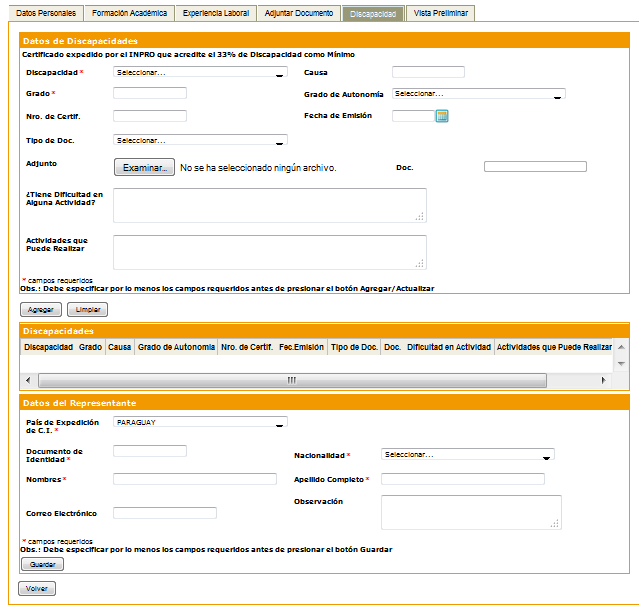 Datos Personales Formación Académica Experiencia Laboral Adjuntar Documento Discapacidad Vista Preliminar
Datos de Discapacidades
Certificado expedido por el INPRO que acredite el 33% de Discapacidad como Mínimo
Discapacidad * Seleccionar... Causa
Grado * Grado de Autonomía Seleccionar...
Nro. de Certif. Fecha de Emisión
Tipo de Doc. Seleccionar...
Adjunto Examinar... No se ha seleccionado ningún archivo. Doc.
¿Tiene Dificultad en
Alguna Actividad?
Actividades que
Puede Realizar
* campos requeridos
Obs.: Debe especificar por lo menos los campos requeridos antes de presionar el botón Agregar/Actualizar
Agregar Limpiar
Discapacidades
Discapacidad Grado Causa Grado de Autonomía Nro. de Certif. Fec.Emisión Tipo de Doc. Doc. Dificultad en Actividad Actividades que Puede Realizar
Datos del Representante
País de Expedición
de C.I. * PARAGUAY
Documento de
Identidad * Nacionalidad * Seleccionar...
Nombres * Apellido Completo *
Observación
Correo Electrónico
* campos requeridos
Obs.: Debe especificar por lo menos los campos requeridos antes de presionar el botón Guardar
Guardar
Volver